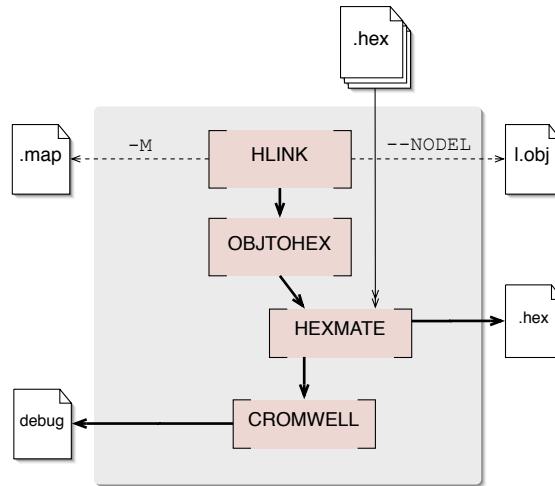 .hex
.map
-M
HLINK
--NODEL
l.obj
OBJTOHEX
HEXMATE
.hex
debug
CROMWELL